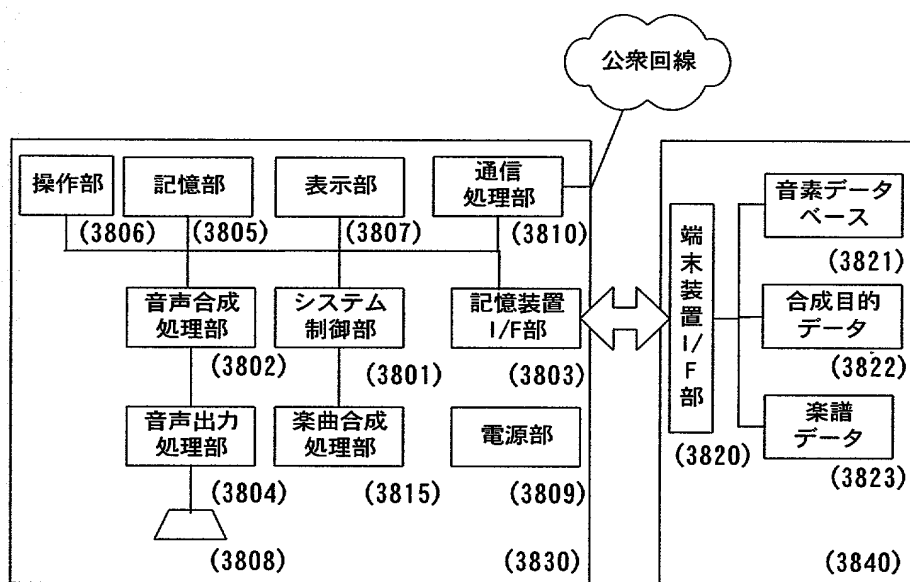 公衆回線
操作部
(3806)
記憶部
(3805)
表示部
(3807)
通信
処理部
(3810)
音声合成
処理部
(3802)
システム
制御部
(3801)
記憶装置
I/F部
(3803)
音声出力
処理部
(3804)
楽曲合成
処理部
(3815)
電源部
(3809)
(3808)
(3830)
端末装置I/F部
(3820)
音素データ
ベース
(3821)
合成目的
データ
(3822)
楽譜
データ
(3823)
(3840)